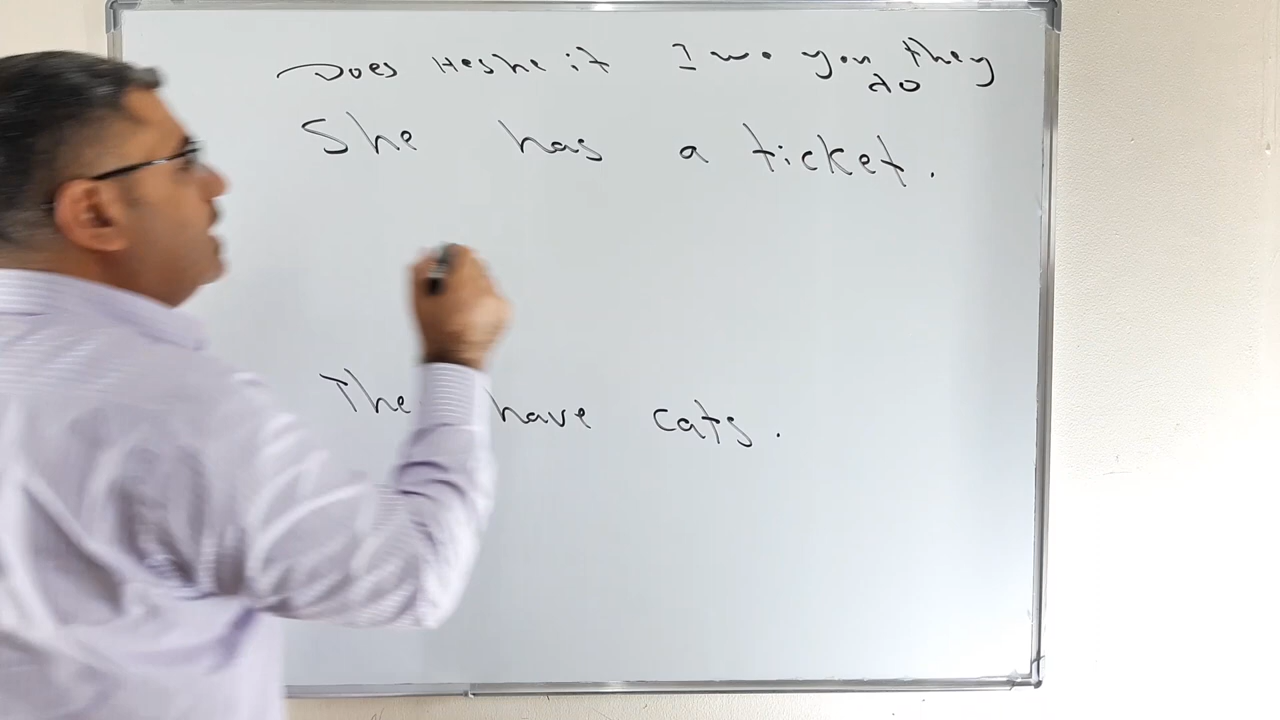 Does He she it I we you they
do
She has a ticket.
The have cats.